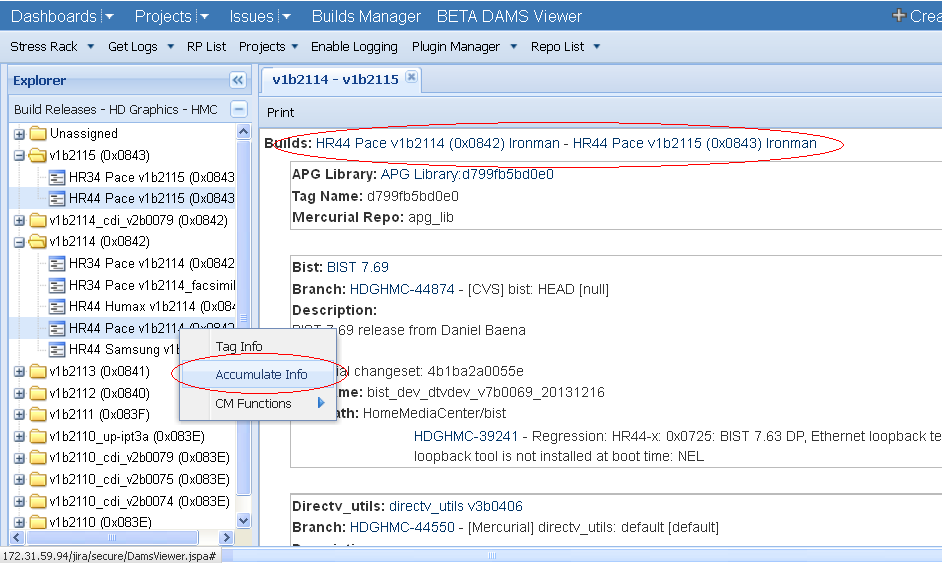 Dashboards Projects Issues Builds Manager BETA DAMS Viewer Crea
Stress Rack Get Logs RP List Projects Enable Logging Plugin Manager Repo List
Explorer
Build Releases - HD Graphics - HMC
Unassigned
v1b2115 (0x0843)
HR34 Pace v1b2115 (0x0843
HR44 Pace v1b2115 (0x0843
v1b2114_cdi_v2b0079 (0x0842)
v1b2114 (0x0842)
HR34 Pace v1b2114 (0x0842
HR34 Pace v1b2114_facsimil
HR44 Humax v1b2114 (0x084
HR44 Pace v1b2114 (0x0842
HR44 Samsung v1b
v1b2113 (0x0841)
v1b2112 (0x0840)
v1b2111 (0x083F)
v1b2110_up-ipt3a (0x083E)
v1b2110_cdi_v2b0079 (0x083E)
v1b2110_cdi_v2b0075 (0x083E)
v1b2110_cdi_v2b0074 (0x083E)
v1b2110 (0x083E)
Tag Info
Accumulate Info
CM Functions
v1b2114 - v1b2115
Print
Builds: HR44 Pace v1b2114 (0x0842) Ironman - HR44 Pace v1b2115 (0x0843) Ironman
APG Library: APG Library:d799fb5bd0e0
Tag Name: d799fb5bd0e0
Mercurial Repo: apg_lib
Bist: BIST 7.69
Branch: HDGHMC-44874 - [CVS] bist: HEAD [null]
Description:
BIST 7.69 release from Daniel Baena
al changeset: 4b1ba2a0055e
me: bist_dev_dtvdev_v7b0069_20131216
ath: HomeMediaCenter/bist
HDGHMC-39241 - Regression: HR44-x: 0x0725: BIST 7.63 DP, Ethernet loopback te
loopback tool is not installed at boot time: NEL
Directv_utils: directv_utils v3b0406
Branch: HDGHMC-44550 - [Mercurial] directv_utils: default [default]
172.31.59.94/jira/secure/DamsViewer.jspa#